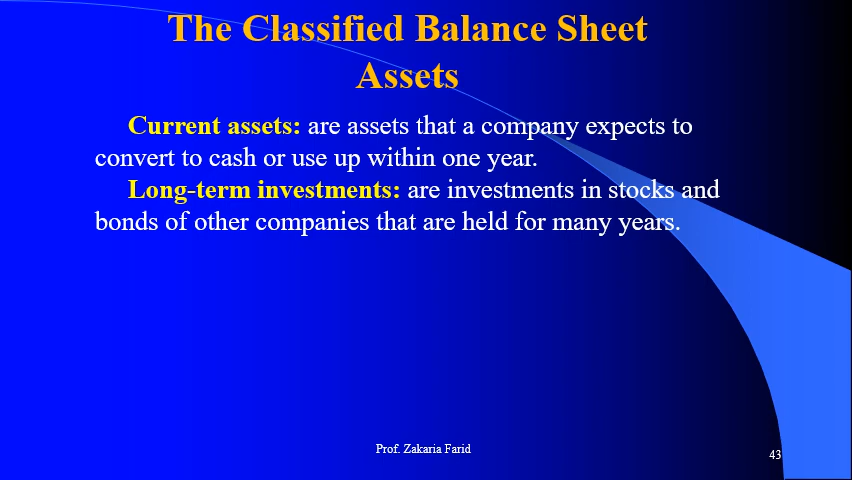 The Classified Balance Sheet
Assets
Current assets: are assets that a company expects to
convert to cash or use up within one year.
Long-term investments: are investments in stocks and
bonds of other companies that are held for many years.
Prof. Zakaria Farid
43